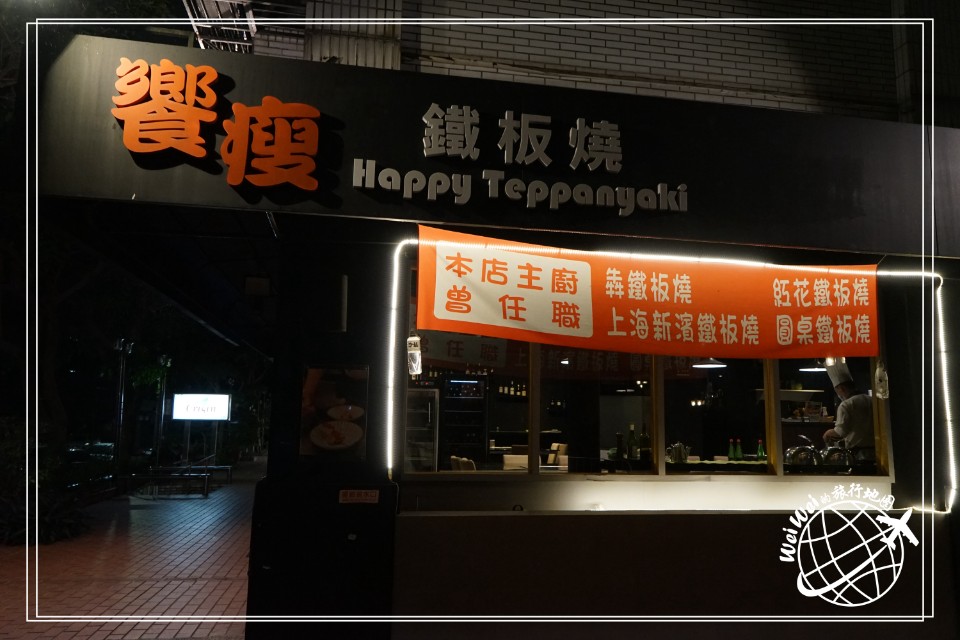 饗瘦
鐵板燒
Happy Teppanyaki
本店主廚
曾任職
犇鐵板燒
紅花鐵板燒
上海新濱鐵板燒
圓桌鐵板燒
WeiWei的旅行地圖